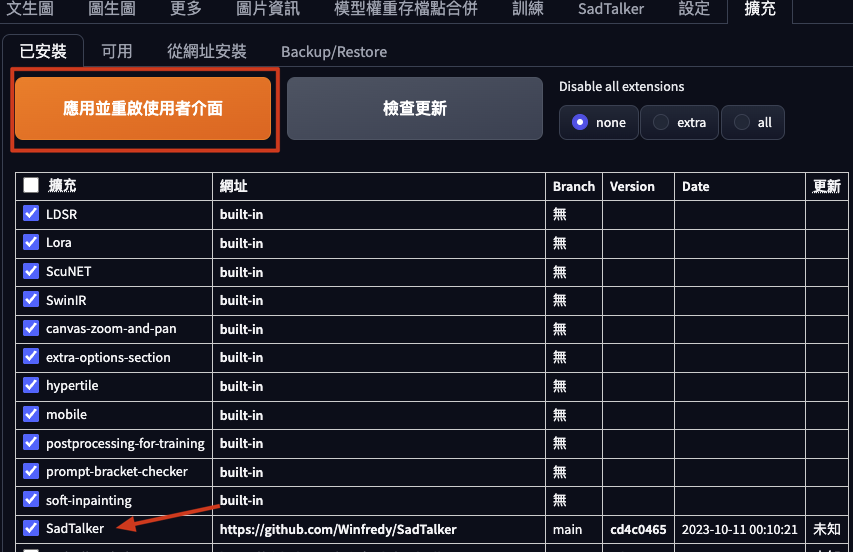 文生圖 圖生圖 更多 圖片資訊 模型權重存檔點合併 訓練 SadTalker 設定 擴充
已安裝 可用 從網址安裝 Backup/Restore
應用並重啟使用者介面 檢查更新
Disable all extensions
none extra all
擴充 網址 Branch Version Date 更新
LDSR built-in 無
Lora built-in 無
ScuNET built-in 無
SwinIR built-in 無
canvas-zoom-and-pan built-in 無
extra-options-section built-in 無
hypertile built-in 無
mobile built-in 無
postprocessing-for-training built-in 無
prompt-bracket-checker built-in 無
soft-inpainting built-in 無
SadTalker https://github.com/Winfredy/SadTalker main cd4c0465 2023-10-11 00:10:21 未知